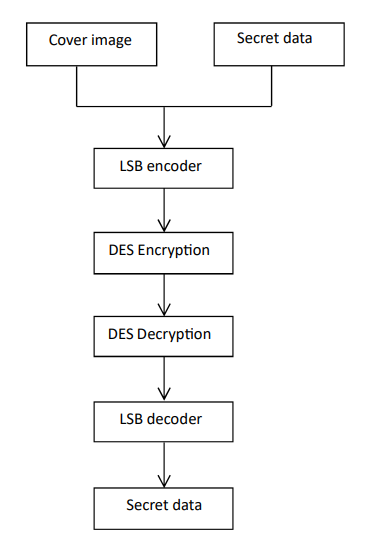 Cover image
Secret data
LSB encoder
DES Encryption
DES Decryption
LSB decoder
Secret data